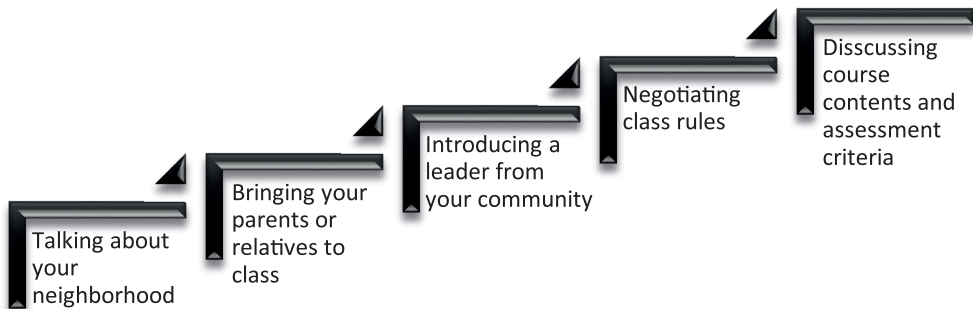 Talking about
your
neighborhood
Bringing your
parents or
relatives to
class
Introducing a
leader from
your community
Negotiating
class rules
Disscussing
course
contents and
assessment
criteria